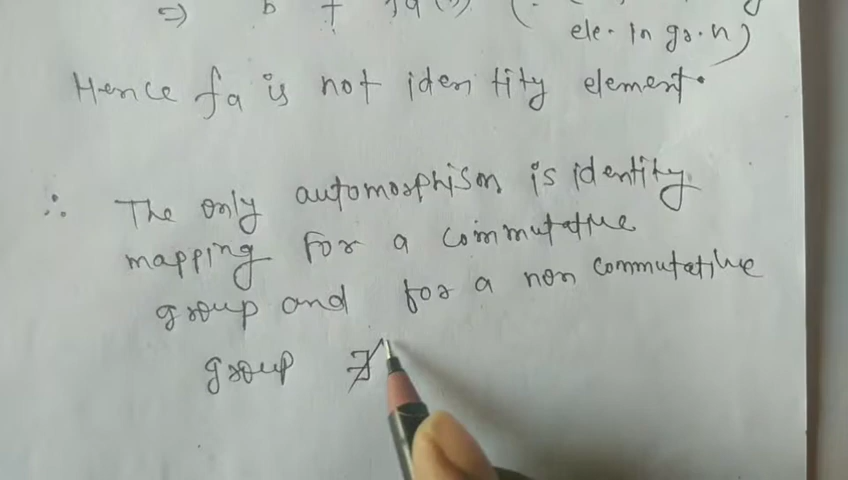 ⇒ b ≠
ele. in gr. n)
Hence fa is not identity element.
∴ The only automorphism is identity
mapping for a commutative
group and for a non commutative
group